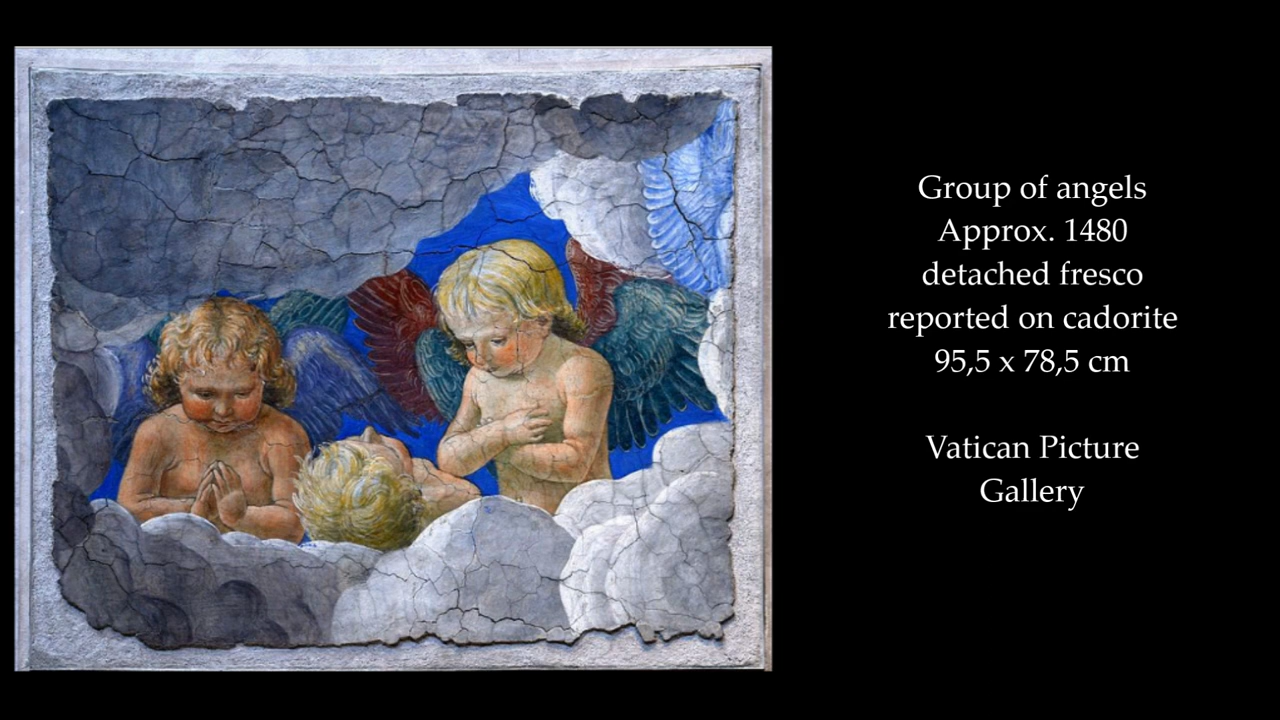 Group of angels
Approx. 1480
detached fresco
reported on cadorite
95,5 x 78,5 cm
Vatican Picture
Gallery